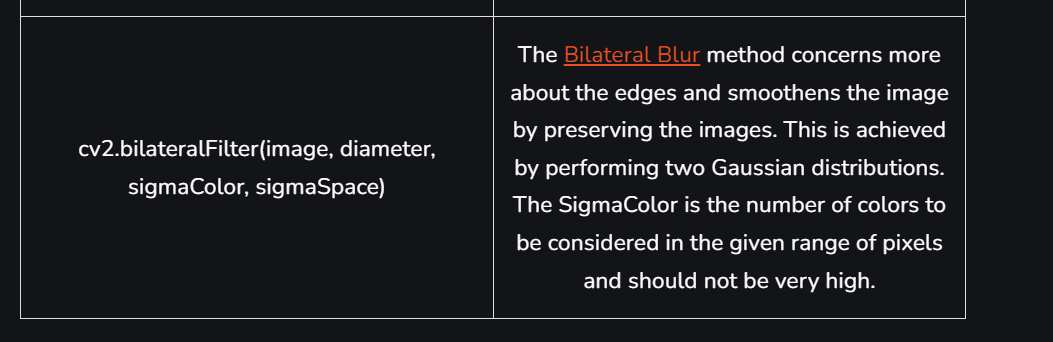 cv2.bilateralFilter(image, diameter,
sigmaColor, sigmaSpace)
The Bilateral Blur method concerns more
about the edges and smoothens the image
by preserving the images. This is achieved
by performing two Gaussian distributions.
The SigmaColor is the number of colors to
be considered in the given range of pixels
and should not be very high.